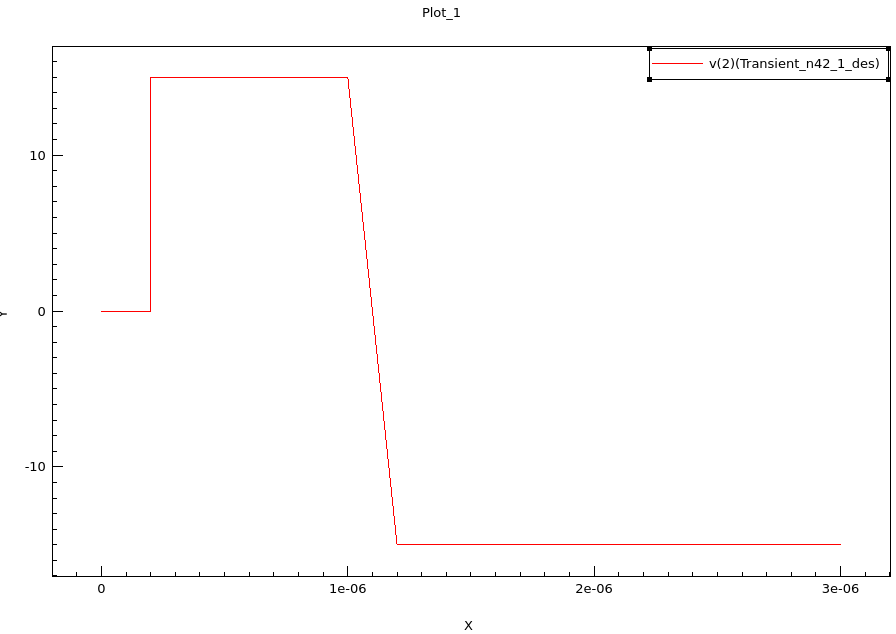 Plot_1
v(2)(Transient_n42_1_des)
10
0
-10
Y
0 1e-06 2e-06 3e-06
X